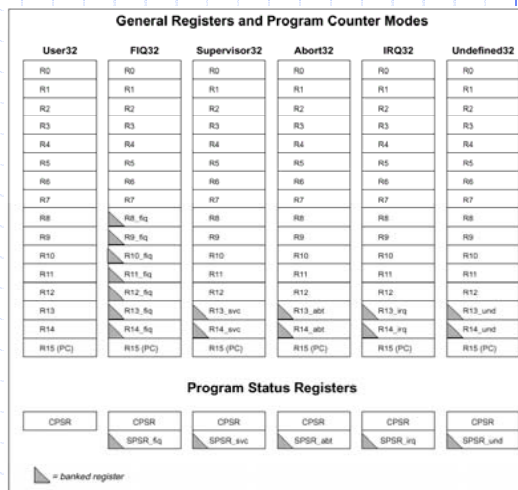 General Registers and Program Counter Modes
User32 FIQ32 Supervisor32 Abort32 IRQ32 Undefined32
R0 R0 R0 R0 R0 R0
R1 R1 R1 R1 R1 R1
R2 R2 R2 R2 R2 R2
R3 R3 R3 R3 R3 R3
R4 R4 R4 R4 R4 R4
R5 R5 R5 R5 R5 R5
R6 R6 R6 R6 R6 R6
R7 R7 R7 R7 R7 R7
R8 R8_fiq R8 R8 R8 R8
R9 R9_fiq R9 R9 R9 R9
R10 R10_fiq R10 R10 R10 R10
R11 R11_fiq R11 R11 R11 R11
R12 R12_fiq R12 R12 R12 R12
R13 R13_fiq R13_svc R13_abt R13_irq R13_und
R14 R14_fiq R14_svc R14_abt R14_irq R14_und
R15 (PC) R15 (PC) R15 (PC) R15 (PC) R15 (PC) R15 (PC)
Program Status Registers
CPSR CPSR CPSR CPSR CPSR CPSR
SPSR_fiq SPSR_svc SPSR_abt SPSR_irq SPSR_und
= banked register